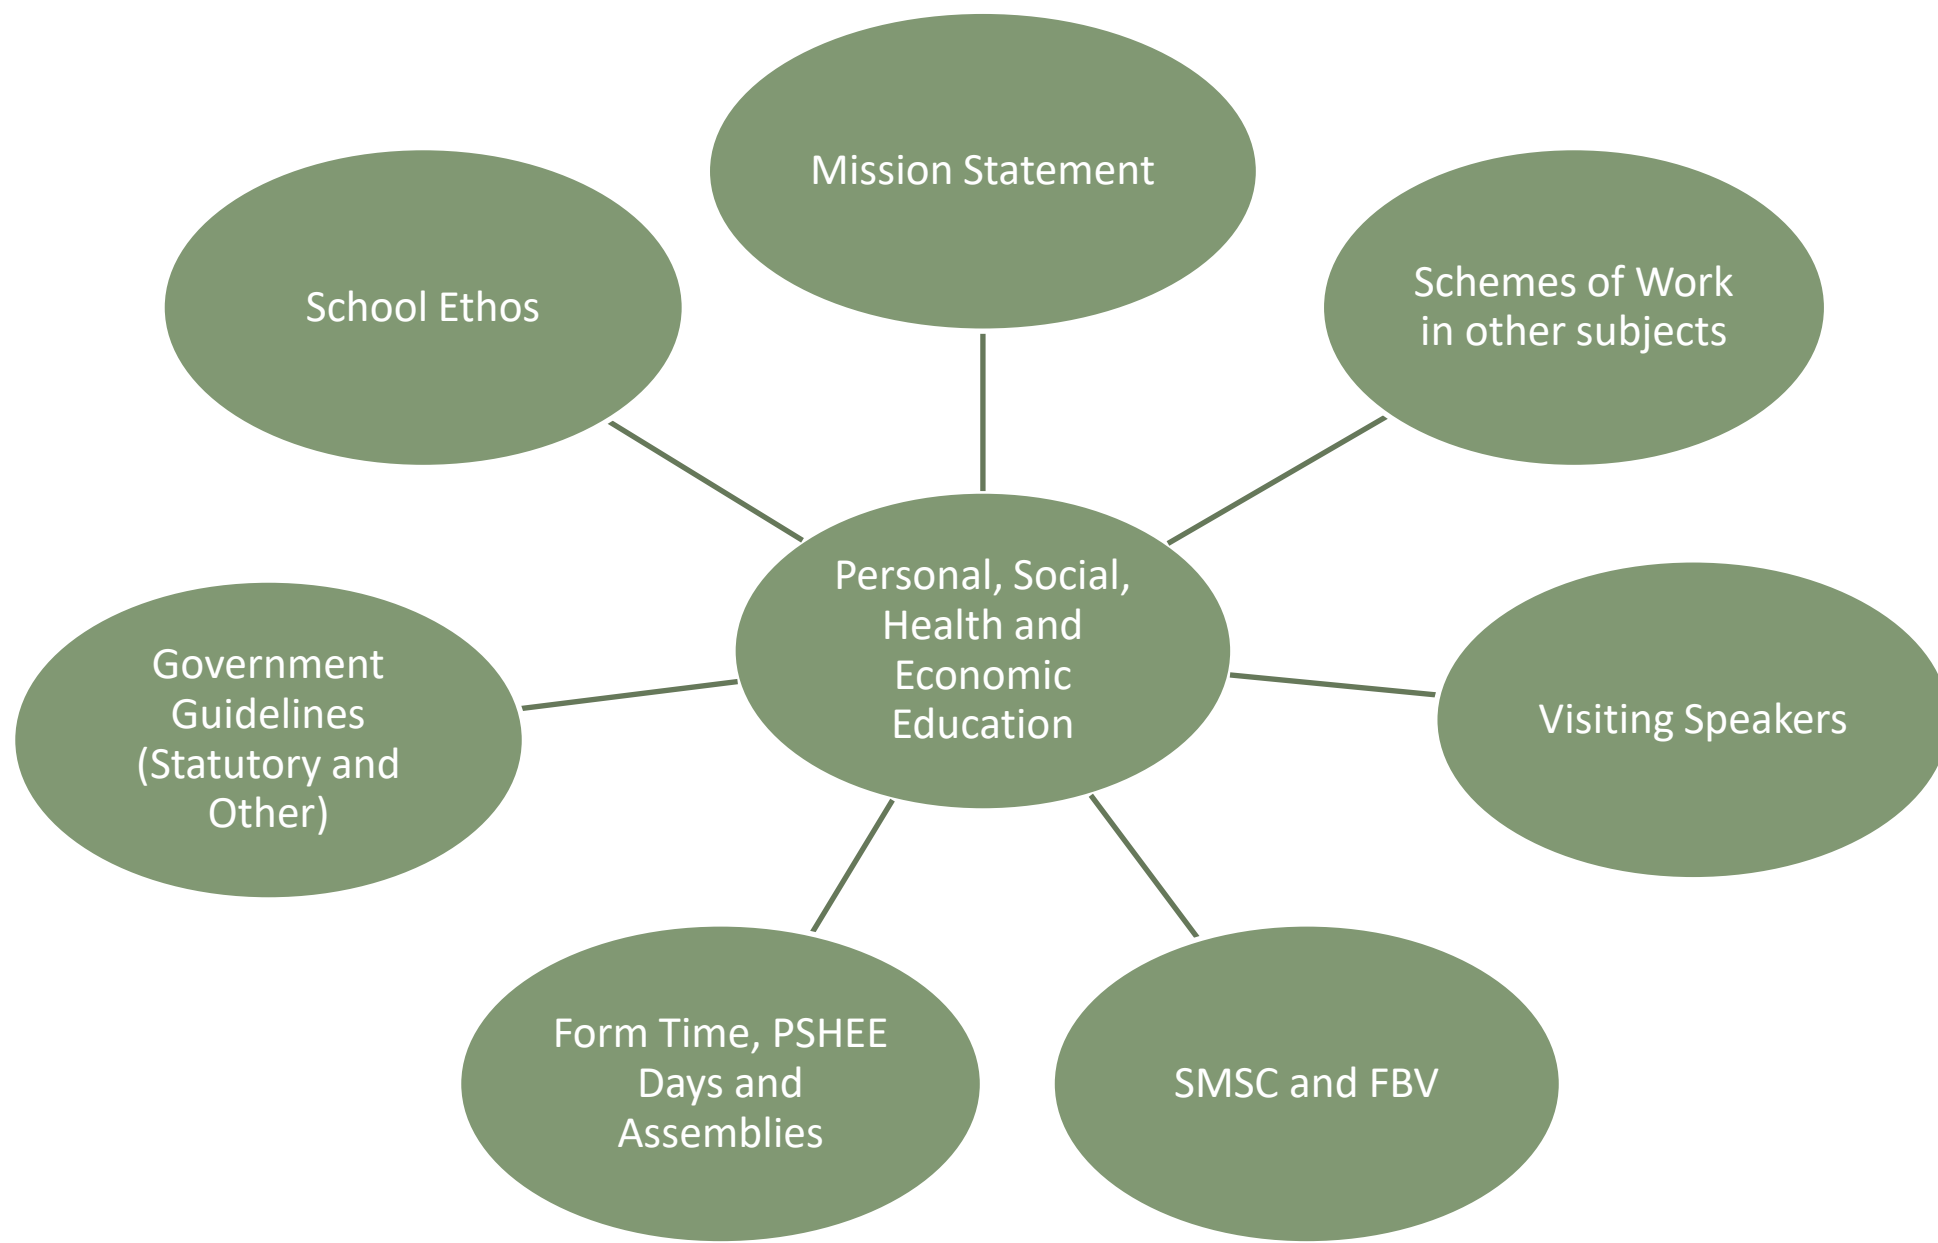 Mission Statement
School Ethos
Schemes of Work
in other subjects
Personal, Social,
Health and
Economic
Education
Government
Guidelines
(Statutory and
Other)
Visiting Speakers
Form Time, PSHEE
Days and
Assemblies
SMSC and FBV